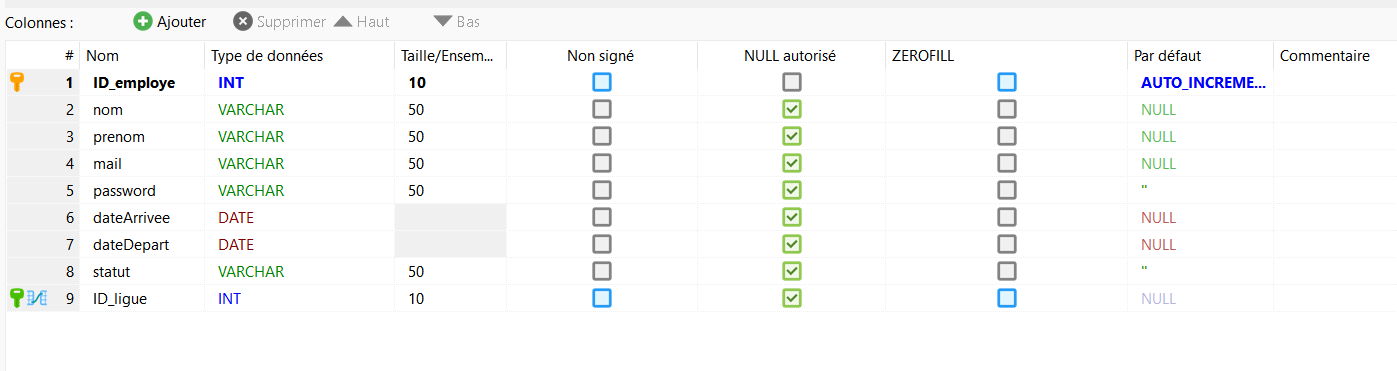 Colonnes : Ajouter Supprimer Haut Bas
# Nom Type de données Taille/Ensem... Non signé NULL autorisé ZEROFILL Par défaut Commentaire
1 ID_employe INT 10 AUTO_INCREME...
2 nom VARCHAR 50 NULL
3 prenom VARCHAR 50 NULL
4 mail VARCHAR 50 NULL
5 password VARCHAR 50 ''
6 dateArrivee DATE NULL
7 dateDepart DATE NULL
8 statut VARCHAR 50 ''
9 ID_ligue INT 10 NULL